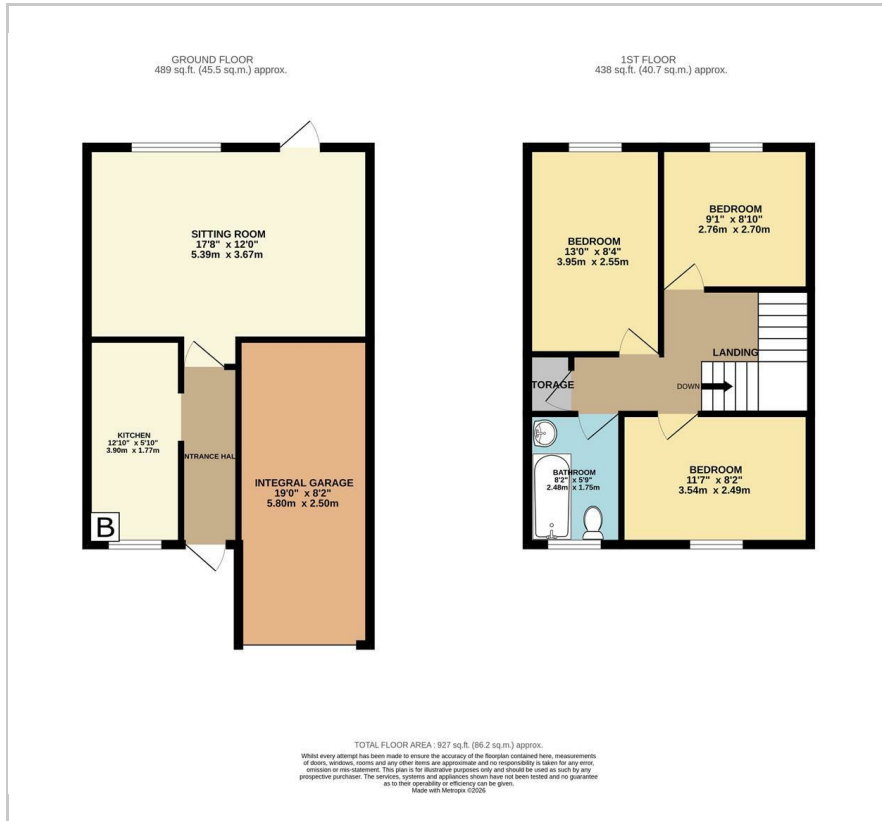 GROUND FLOOR
489 sq.ft. (45.5 sq.m.) approx.
1ST FLOOR
438 sq.ft. (40.7 sq.m.) approx.
SITTING ROOM
17'8" x 12'0"
5.39m x 3.67m
KITCHEN
12'10" x 5'10"
3.90m x 1.77m
B
NTRANCE HAL
INTEGRAL GARAGE
19'0" x 8'2"
5.80m x 2.50m
BEDROOM
13'0" x 8'4"
3.95m x 2.55m
BEDROOM
9'1" x 8'10"
2.76m x 2.70m
LANDING
DOWN
TORAGE
BATHROOM
8'2" x 5'9"
2.48m x 1.75m
BEDROOM
11'7" x 8'2"
3.54m x 2.49m
TOTAL FLOOR AREA : 927 sq.ft. (86.2 sq.m.) approx.
Whilst every attempt has been made to ensure the accuracy of the floorplan contained here, measurements
of doors, windows, rooms and any other items are approximate and no responsibility is taken for any error,
omission or mis-statement. This plan is for illustrative purposes only and should be used as such by any
prospective purchaser. The services, systems and appliances shown have not been tested and no guarantee
as to their operability or efficiency can be given.
Made with Metropix ©2026